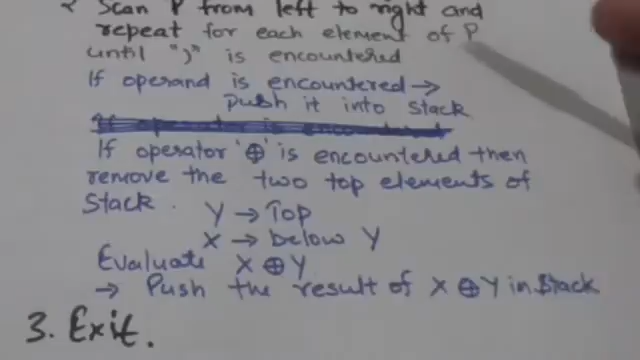 2 Scan P from left to right and
repeat for each element of P
until ")" is encountered
If operand is encountered →
push it into stack
If operator '⊕' is encountered then
remove the two top elements of
Stack.
Y → Top
X → below Y
Evaluate X ⊕ Y
→ Push the result of X ⊕ Y in Stack
3. Exit.